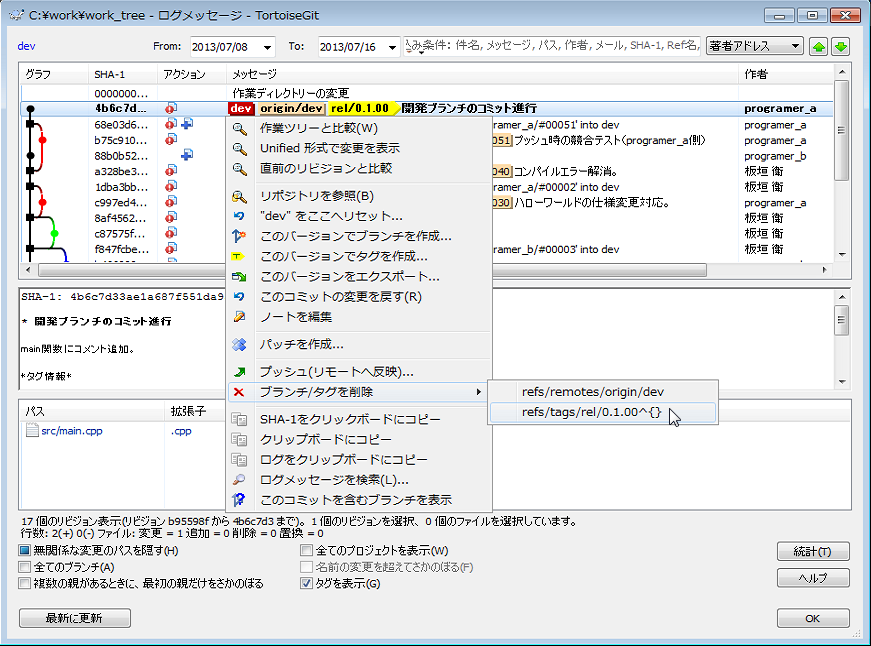 C:¥work¥work_tree - ログメッセージ - TortoiseGit
dev From: 2013/07/08 To: 2013/07/16 み条件: 件名, メッセージ, パス, 作者, メール, SHA-1, Ref名, 著者アドレス
グラフ SHA-1 アクション メッセージ 作者
0000000... 作業ディレクトリーの変更
4b6c7d... dev origin/dev rel/0.1.00 開発ブランチのコミット進行 programer_a
68e03d6... ramer_a/#00051' into dev programer_a
b75c910... 051]プッシュ時の競合テスト(programer_a側) programer_a
88b0b52... programer_b
a328be3... 040]コンパイルエラー解消。 板垣 衛
1dba3bb... ramer_a/#00002' into dev 板垣 衛
c997ed4... 030]ハローワールドの仕様変更対応。 programer_a
8af4562... 板垣 衛
c87575f... 板垣 衛
f847fcbe... ramer_b/#00003' into dev 板垣 衛
作業ツリーと比較(W)
Unified 形式で変更を表示
直前のリビジョンと比較
リポジトリを参照(B)
"dev" をここへリセット...
このバージョンでブランチを作成...
このバージョンでタグを作成...
このバージョンをエクスポート...
このコミットの変更を戻す(R)
ノートを編集
パッチを作成...
プッシュ(リモートへ反映)...
ブランチ/タグを削除
SHA-1をクリックボードにコピー
クリップボードにコピー
ログをクリップボードにコピー
ログメッセージを検索(L)...
このコミットを含むブランチを表示
refs/remotes/origin/dev
refs/tags/rel/0.1.00^{}
SHA-1: 4b6c7d33ae1a687f551da9
* 開発ブランチのコミット進行
main関数にコメント追加。
*タグ情報*
パス 拡張子
src/main.cpp .cpp
17 個のリビジョン表示(リビジョン b95598f から 4b6c7d3 まで)。1 個のリビジョンを選択、0 個のファイルを選択しています。
行数: 2(+) 0(-) ファイル: 変更 = 1 追加 = 0 削除 = 0 置換 = 0
無関係な変更のパスを隠す(H) 全てのプロジェクトを表示(W) 統計(T)
全てのブランチ(A) 名前の変更を超えてさかのぼる(F) ヘルプ
複数の親があるときに、最初の親だけをさかのぼる タグを表示(G)
最新に更新 OK